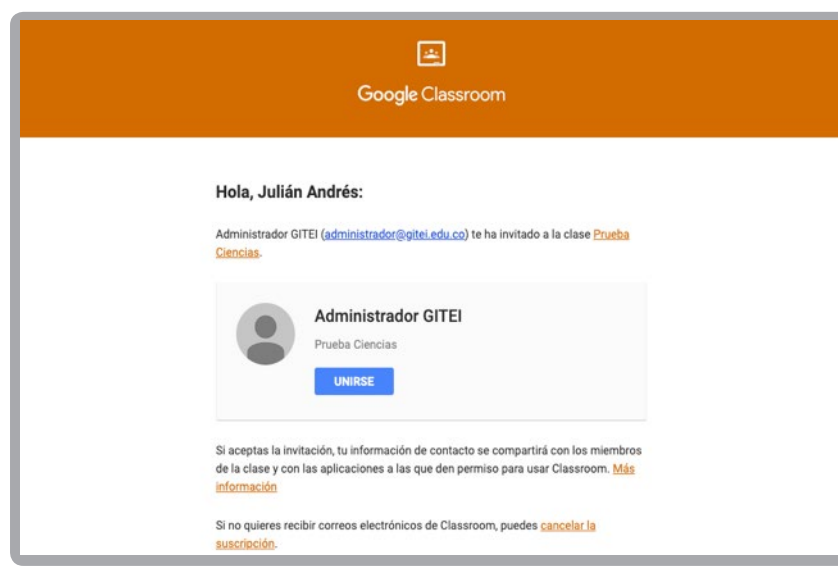 Google Classroom
Hola, Julián Andrés:
Administrador GITEI (administrador@gitei.edu.co) te ha invitado a la clase Prueba
Ciencias.
Administrador GITEI
Prueba Ciencias
UNIRSE
Si aceptas la invitación, tu información de contacto se compartirá con los miembros
de la clase y con las aplicaciones a las que den permiso para usar Classroom. Más
información
Si no quieres recibir correos electrónicos de Classroom, puedes cancelar la
suscripción.